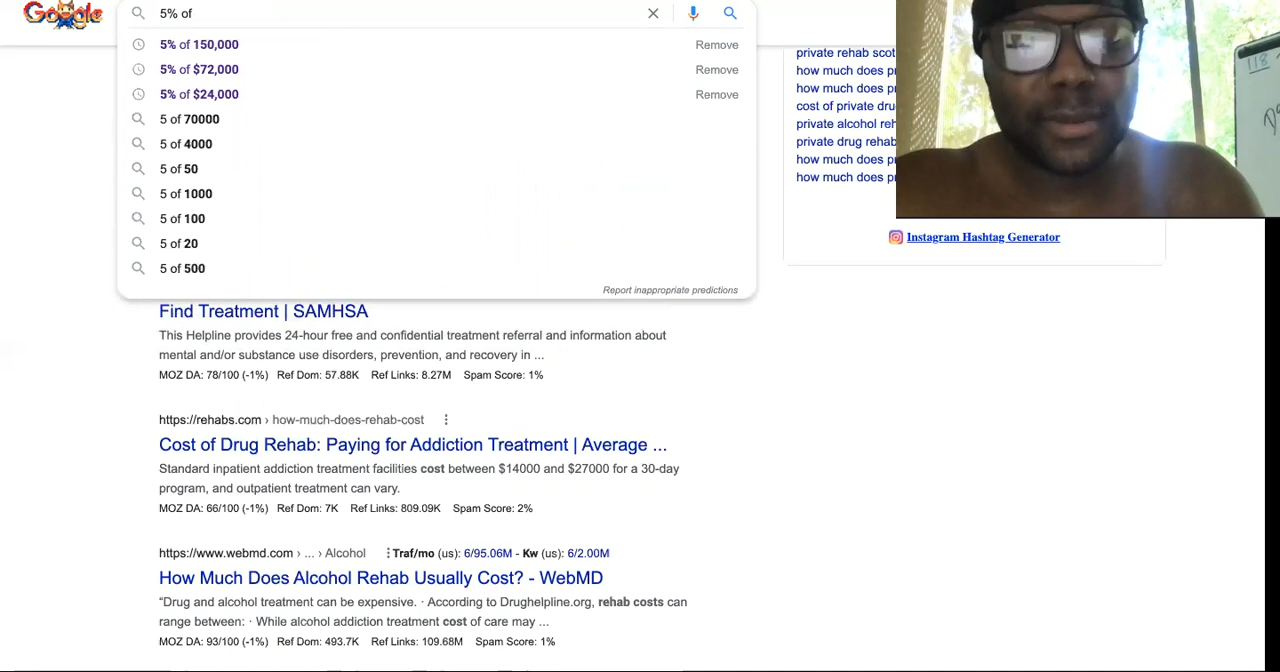 Google
5% of
5% of 150,000 Remove
5% of $72,000 Remove
5% of $24,000 Remove
5 of 70000
5 of 4000
5 of 50
5 of 1000
5 of 100
5 of 20
5 of 500
Report inappropriate predictions
private rehab scot
how much does pr
how much does pr
cost of private dru
private alcohol reh
private drug rehab
how much does pr
how much does pr
118
Instagram Hashtag Generator
Find Treatment | SAMHSA
This Helpline provides 24-hour free and confidential treatment referral and information about
mental and/or substance use disorders, prevention, and recovery in ...
MOZ DA: 78/100 (-1%) Ref Dom: 57.88K Ref Links: 8.27M Spam Score: 1%
https://rehabs.com › how-much-does-rehab-cost
Cost of Drug Rehab: Paying for Addiction Treatment | Average ...
Standard inpatient addiction treatment facilities cost between $14000 and $27000 for a 30-day
program, and outpatient treatment can vary.
MOZ DA: 66/100 (-1%) Ref Dom: 7K Ref Links: 809.09K Spam Score: 2%
https://www.webmd.com › ... › Alcohol Traf/mo (us): 6/95.06M - Kw (us): 6/2.00M
How Much Does Alcohol Rehab Usually Cost? - WebMD
“Drug and alcohol treatment can be expensive. · According to Drughelpline.org, rehab costs can
range between: · While alcohol addiction treatment cost of care may ...
MOZ DA: 93/100 (-1%) Ref Dom: 493.7K Ref Links: 109.68M Spam Score: 1%